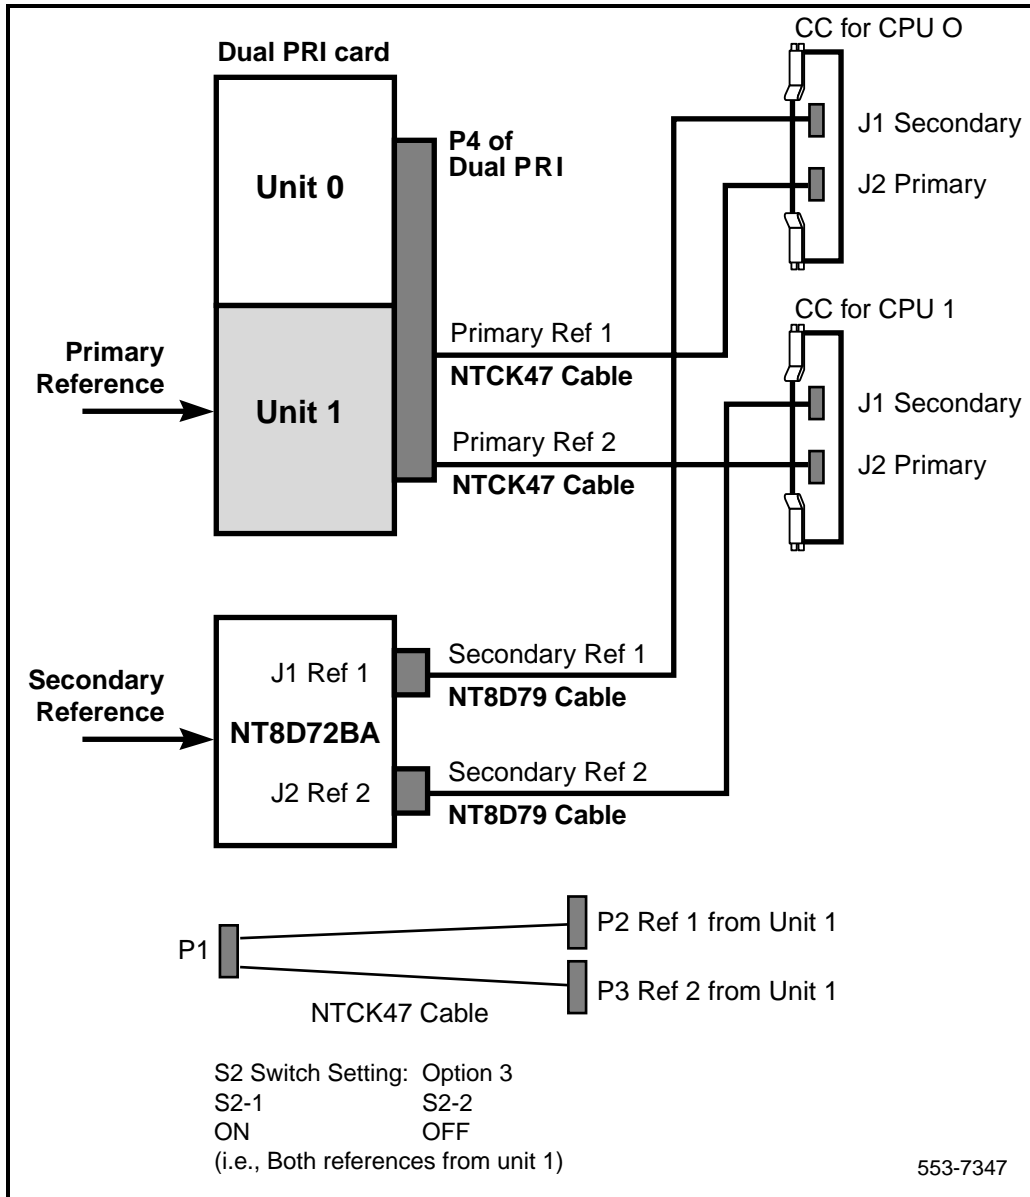 CC for CPU O
Dual PRI card
J1 Secondary
P4 of
Dual PRI
Unit 0
J2 Primary
CC for CPU 1
Primary
Reference
Primary Ref 1
NTCK47 Cable
Unit 1
J1 Secondary
Primary Ref 2
NTCK47 Cable
J2 Primary
Secondary
Reference
J1 Ref 1
Secondary Ref 1
NT8D79 Cable
NT8D72BA
J2 Ref 2
Secondary Ref 2
NT8D79 Cable
P1
P2 Ref 1 from Unit 1
P3 Ref 2 from Unit 1
NTCK47 Cable
S2 Switch Setting: Option 3
S2-1 S2-2
ON OFF
(i.e., Both references from unit 1)
553-7347